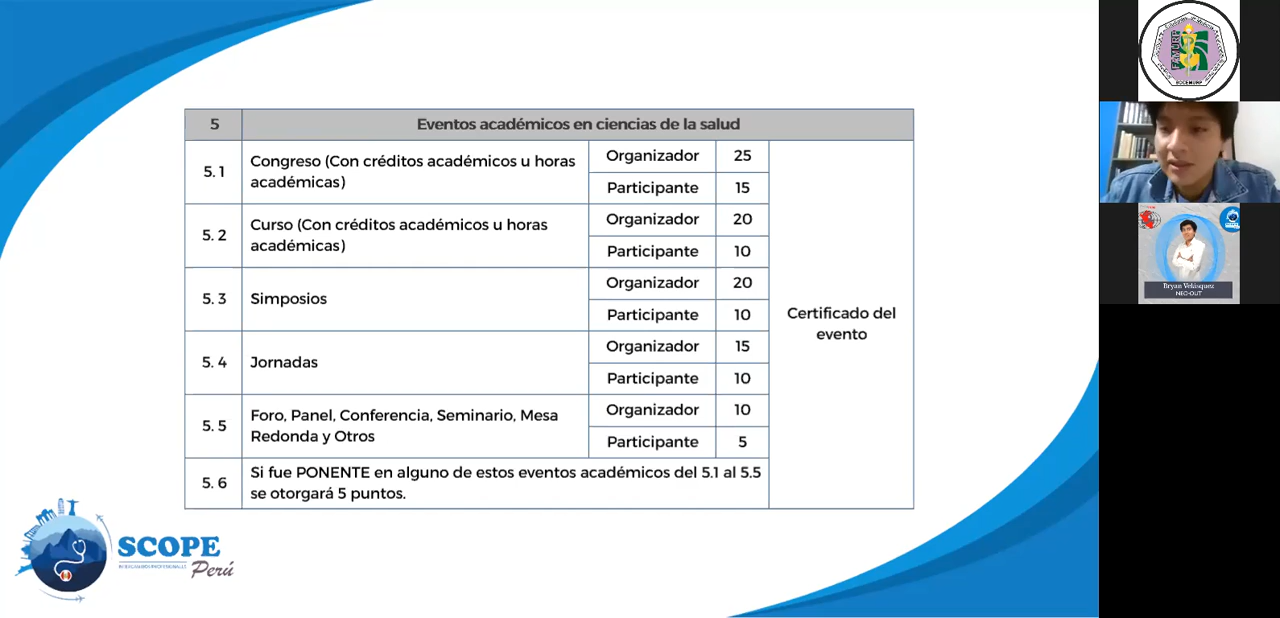 5 Eventos académicos en ciencias de la salud
5. 1 Congreso (Con créditos académicos u horas
académicas)
Organizador 25
Participante 15
5. 2 Curso (Con créditos académicos u horas
académicas)
Organizador 20
Participante 10
5. 3 Simposios
Organizador 20
Participante 10
5. 4 Jornadas
Organizador 15
Participante 10
5. 5 Foro, Panel, Conferencia, Seminario, Mesa
Redonda y Otros
Organizador 10
Participante 5
5. 6 Si fue PONENTE en alguno de estos eventos académicos del 5.1 al 5.5
se otorgará 5 puntos.
Certificado del
evento
SCOPE
Perú
FAMURP
SOCEMURP
Bryan Velásquez
NEO-OUT